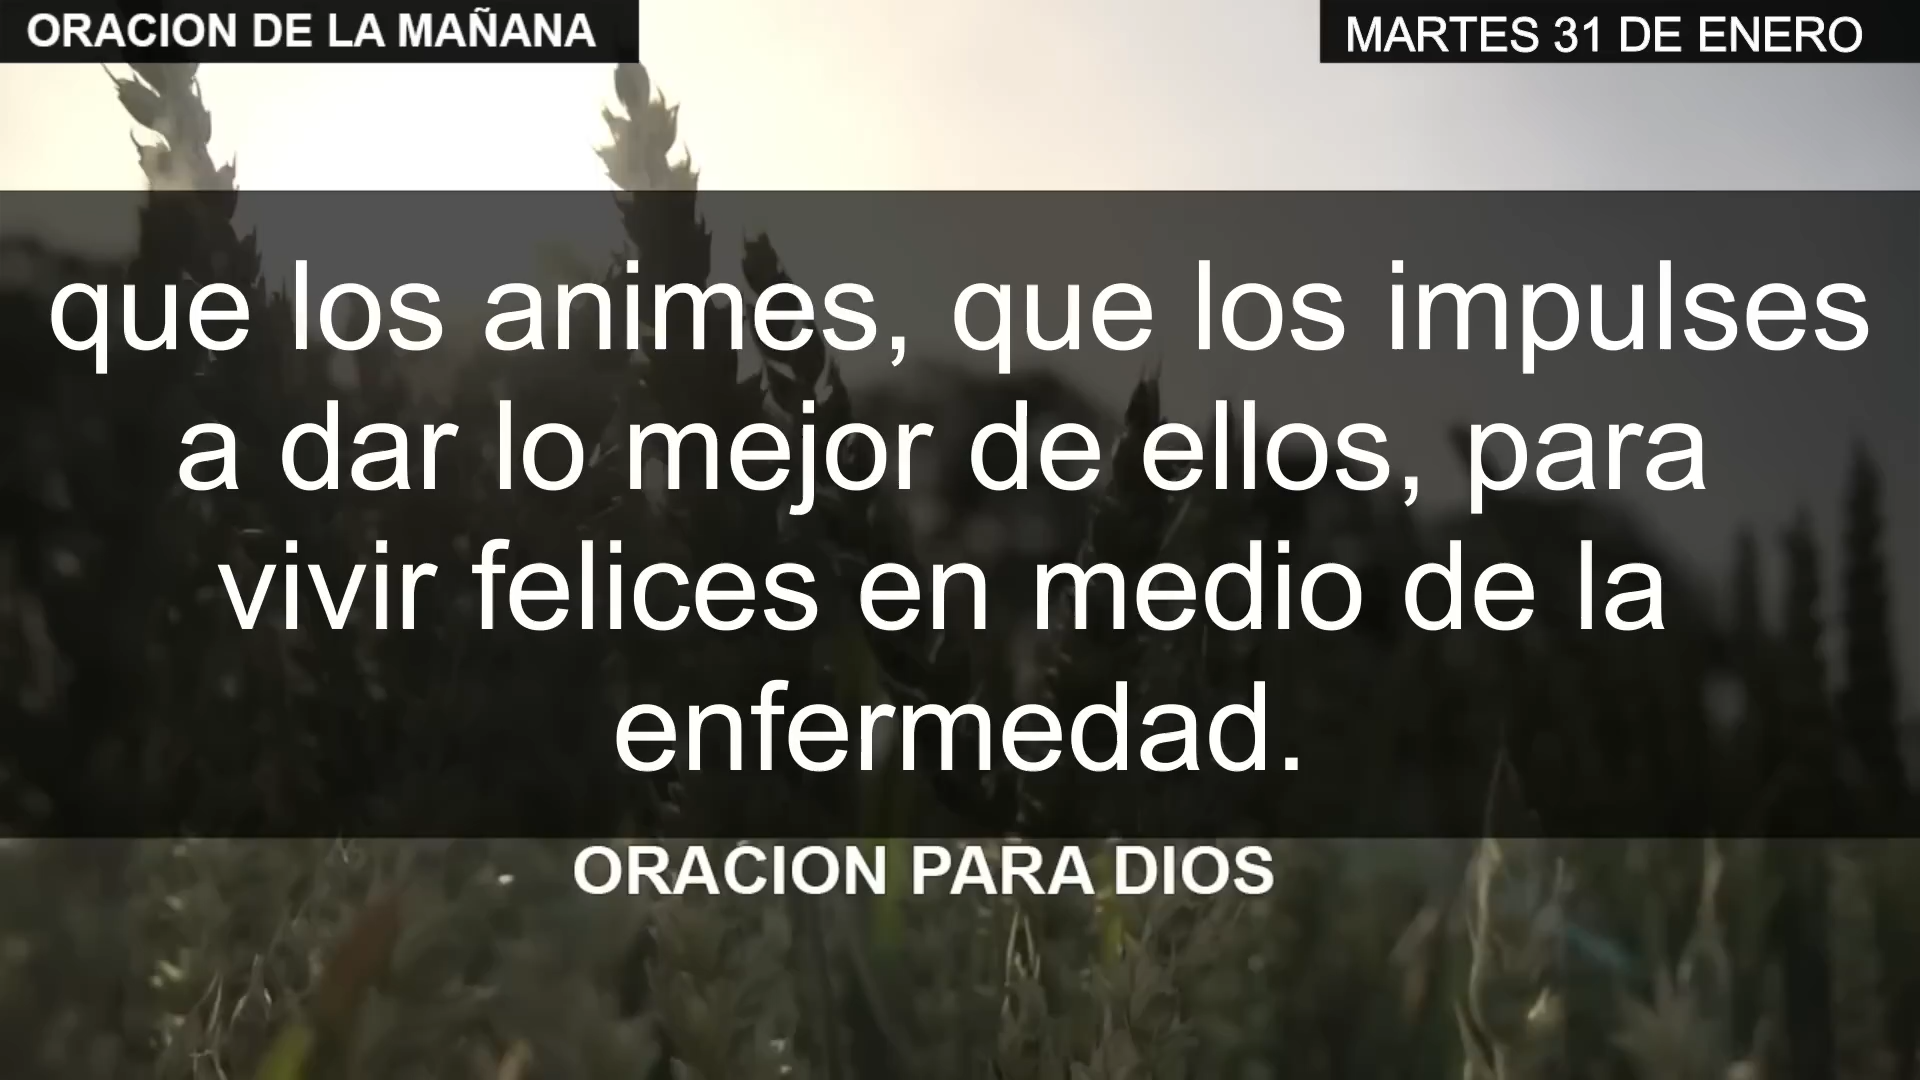 ORACION DE LA MAÑANA
MARTES 31 DE ENERO
que los animes, que los impulses
a dar lo mejor de ellos, para
vivir felices en medio de la
enfermedad.
ORACION PARA DIOS